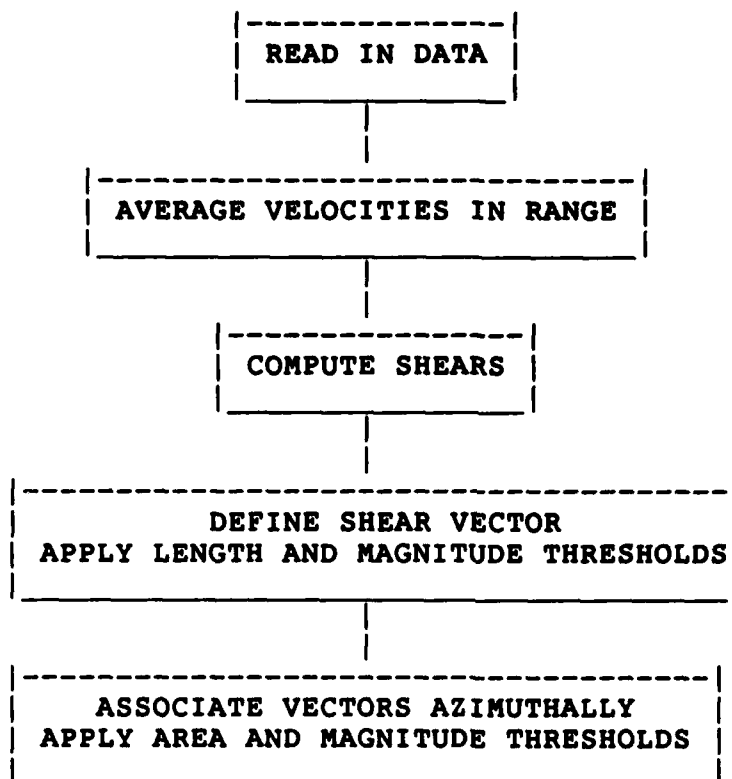 READ IN DATA
AVERAGE VELOCITIES IN RANGE
COMPUTE SHEARS
DEFINE SHEAR VECTOR
APPLY LENGTH AND MAGNITUDE THRESHOLDS
ASSOCIATE VECTORS AZIMUTHALLY
APPLY AREA AND MAGNITUDE THRESHOLDS